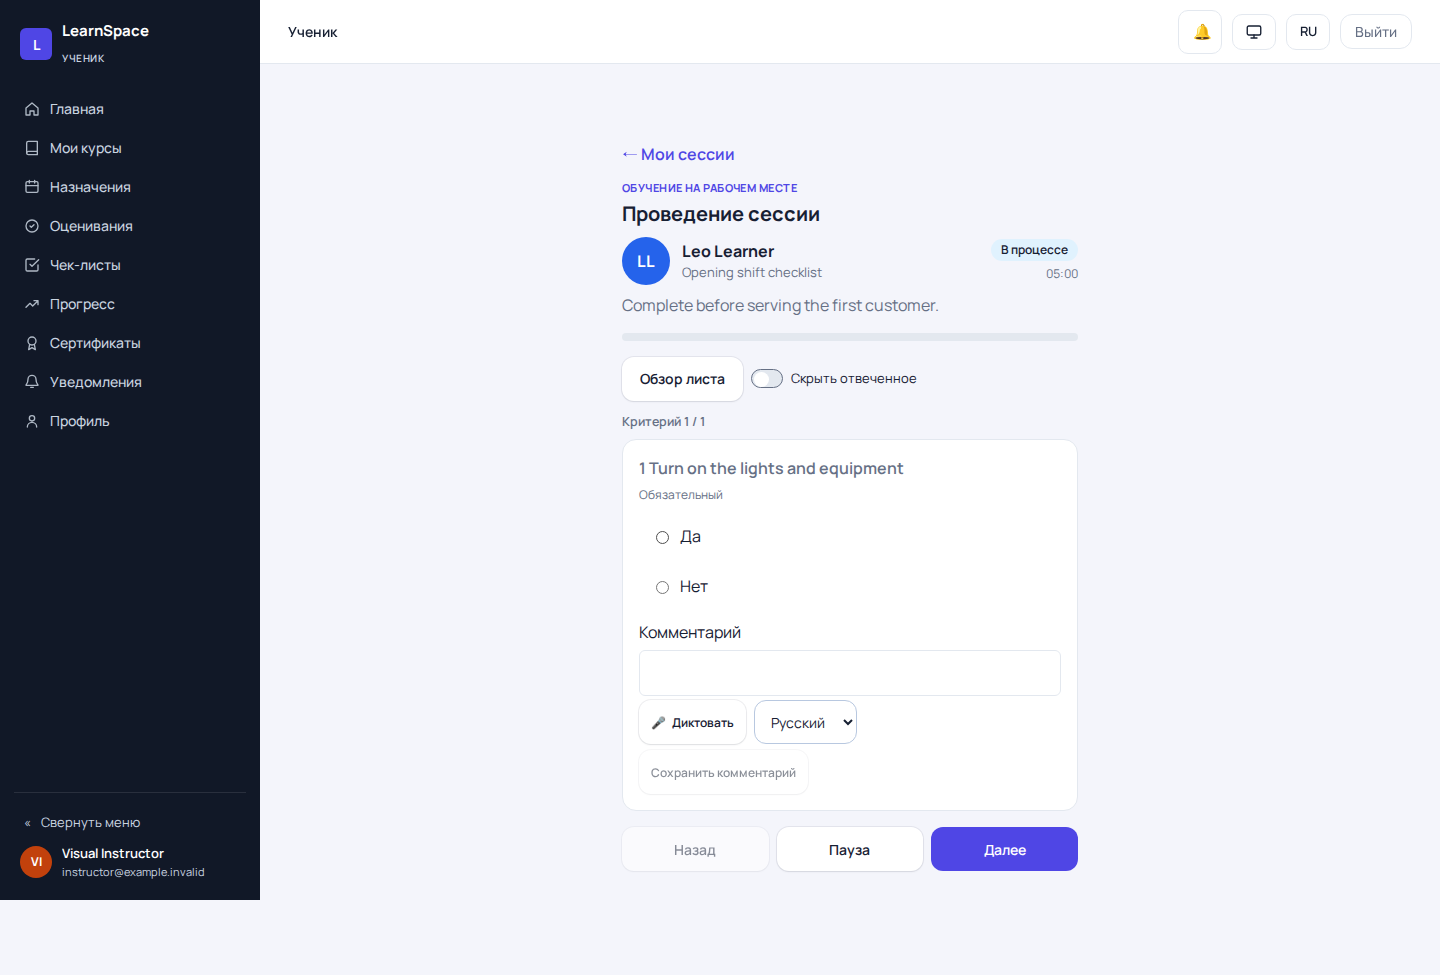 L
LearnSpace
УЧЕНИК
Главная
Мои курсы
Назначения
Оценивания
Чек-листы
Прогресс
Сертификаты
Уведомления
Профиль
« Свернуть меню
VI
Visual Instructor
instructor@example.invalid
Ученик
RU
Выйти
← Мои сессии
ОБУЧЕНИЕ НА РАБОЧЕМ МЕСТЕ
Проведение сессии
LL
Leo Learner
Opening shift checklist
В процессе
05:00
Complete before serving the first customer.
Обзор листа
Скрыть отвеченное
Критерий 1 / 1
1 Turn on the lights and equipment
Обязательный
Да
Нет
Комментарий
Диктовать
Русский
Сохранить комментарий
Назад
Пауза
Далее